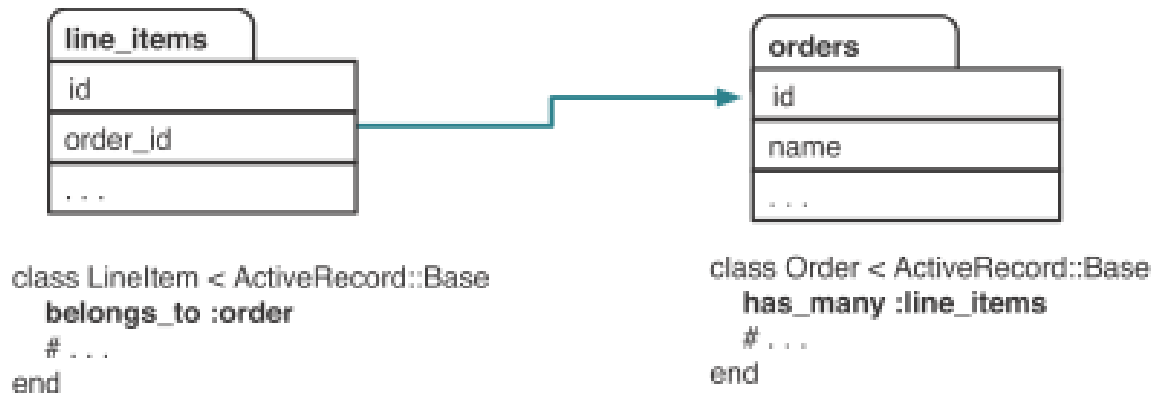 line_items
id
order_id
. . .
orders
id
name
. . .
class LineItem < ActiveRecord::Base
belongs_to :order
# . . .
end
class Order < ActiveRecord::Base
has_many :line_items
# . . .
end